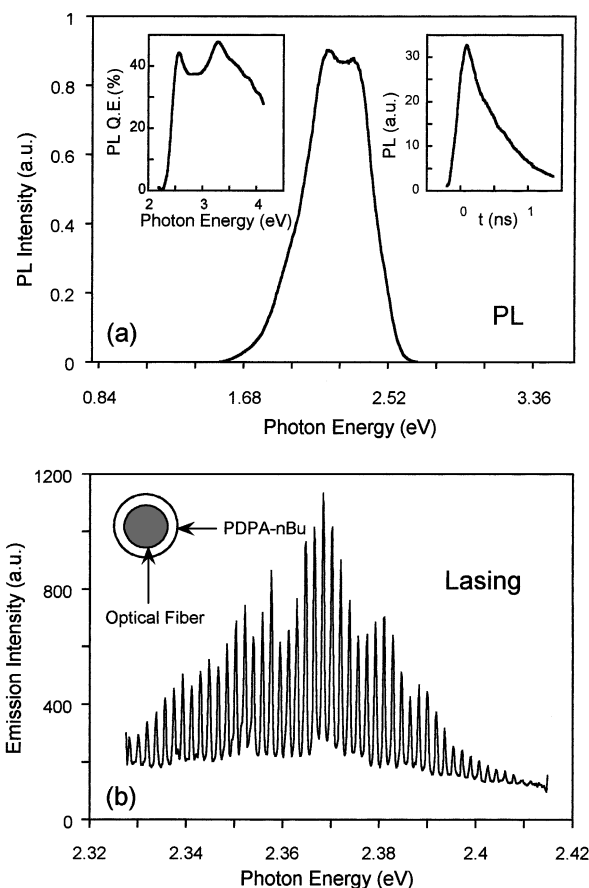 1
0.8
0.6
0.4
0.2
0
PL Intensity (a.u.)
PL Q.E.(%)
40
20
0
2 3 4
Photon Energy (eV)
PL (a.u.)
30
20
10
0
0 1
t (ns)
(a)
PL
0.84 1.68 2.52 3.36
Photon Energy (eV)
1200
800
400
0
Emission Intensity (a.u.)
PDPA-nBu
Optical Fiber
Lasing
(b)
2.32 2.34 2.36 2.38 2.4 2.42
Photon Energy (eV)